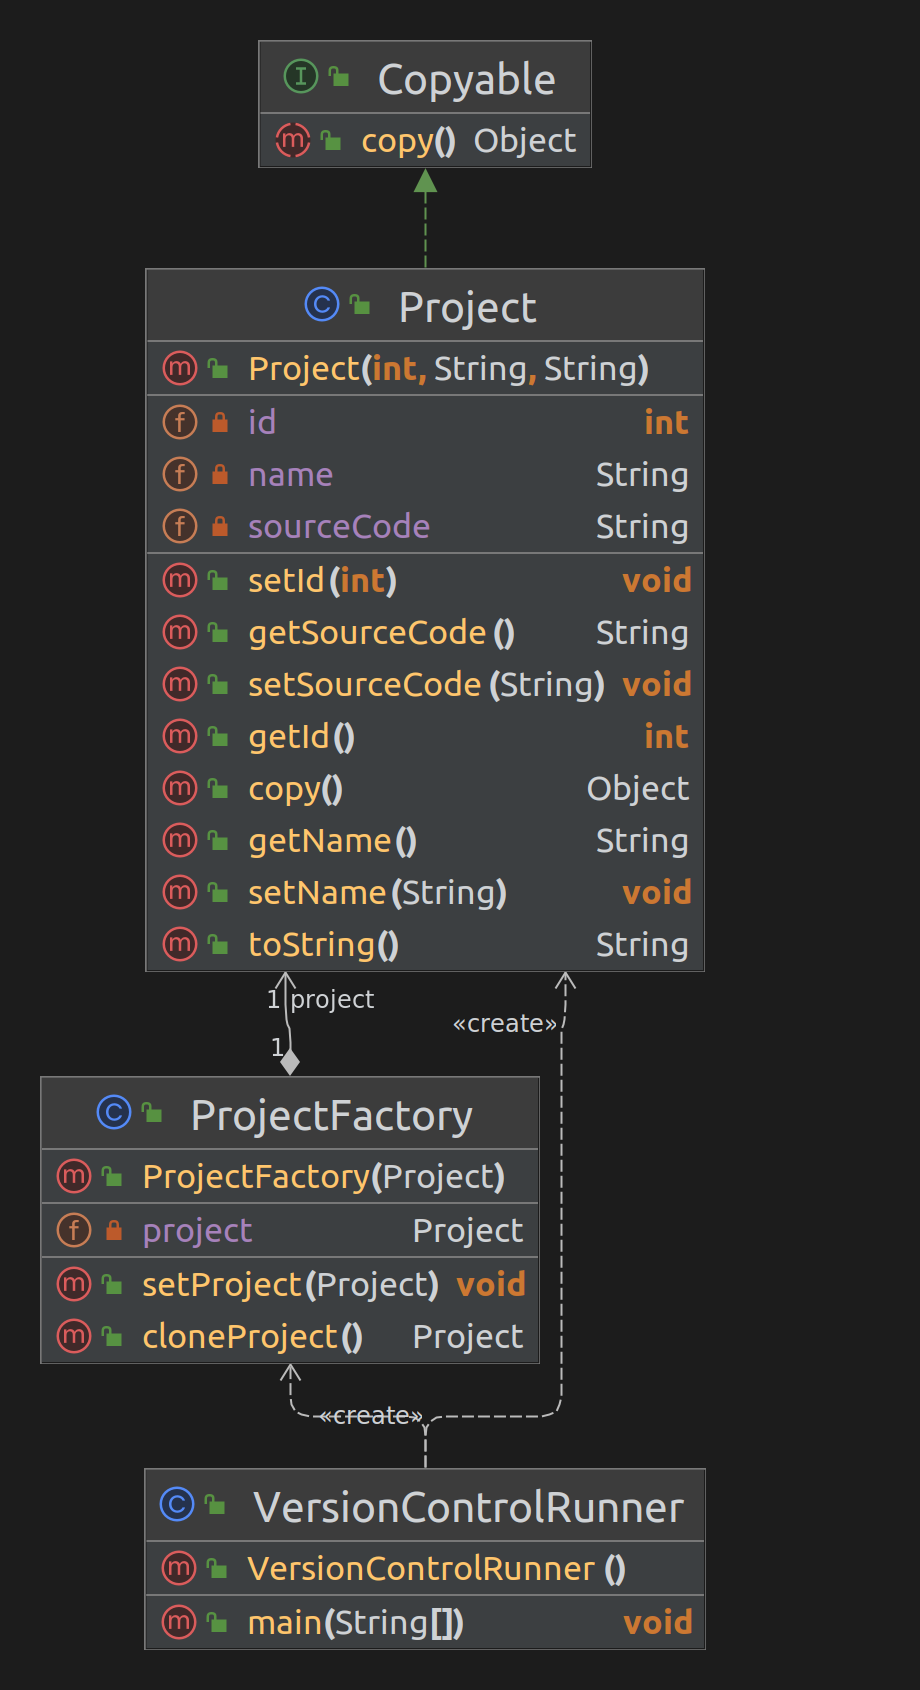 Copyable
copy() Object
Project
Project(int, String, String)
id int
name String
sourceCode String
setId(int) void
getSourceCode() String
setSourceCode(String) void
getId() int
copy() Object
getName() String
setName(String) void
toString() String
1 project
«create»
1
ProjectFactory
ProjectFactory(Project)
project Project
setProject(Project) void
cloneProject() Project
«create»
VersionControlRunner
VersionControlRunner()
main(String[]) void